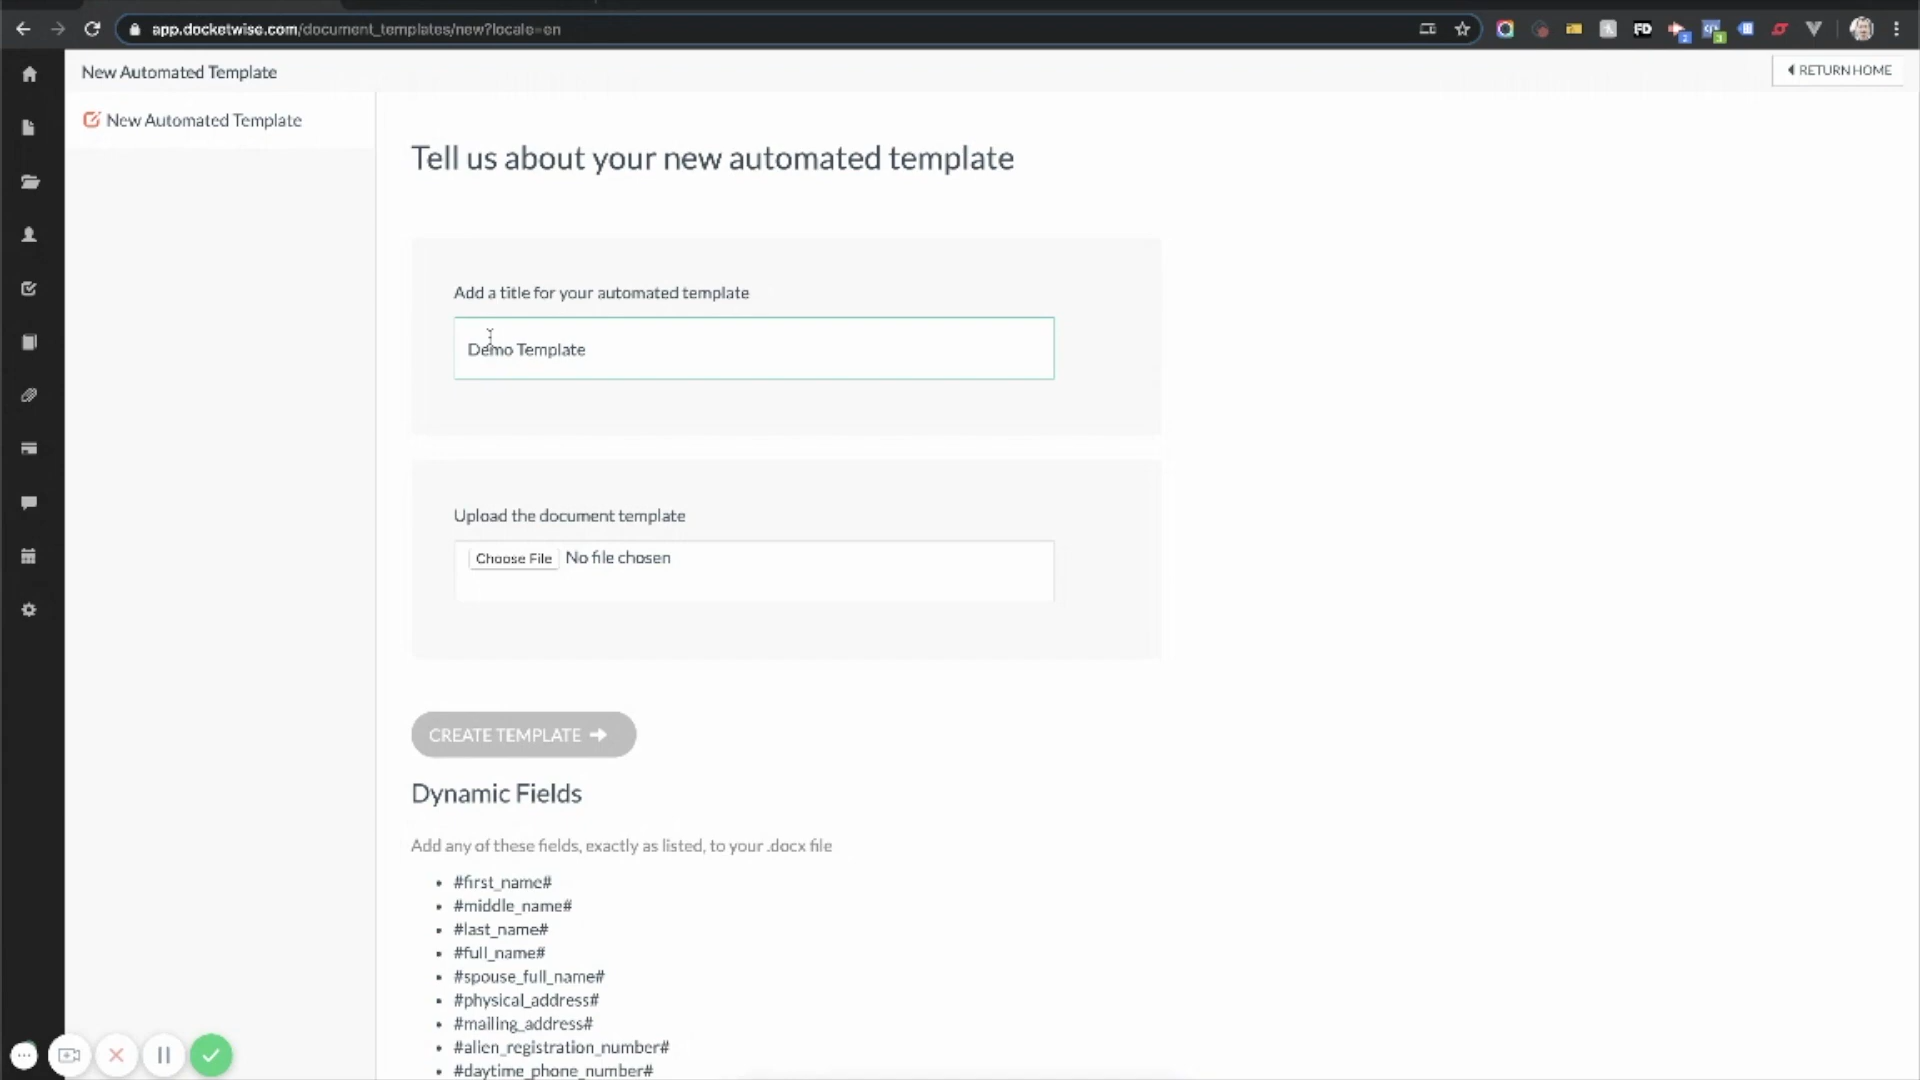 app.docketwise.com/document_templates/new?locale=en
FD
2
3
New Automated Template
RETURN HOME
New Automated Template
Tell us about your new automated template
Add a title for your automated template
Demo Template
Upload the document template
Choose File No file chosen
CREATE TEMPLATE
Dynamic Fields
Add any of these fields, exactly as listed, to your .docx file
#first_name#
#middle_name#
#last_name#
#full_name#
#spouse_full_name#
#physical_address#
#mailing_address#
#alien_registration_number#
#daytime_phone_number#